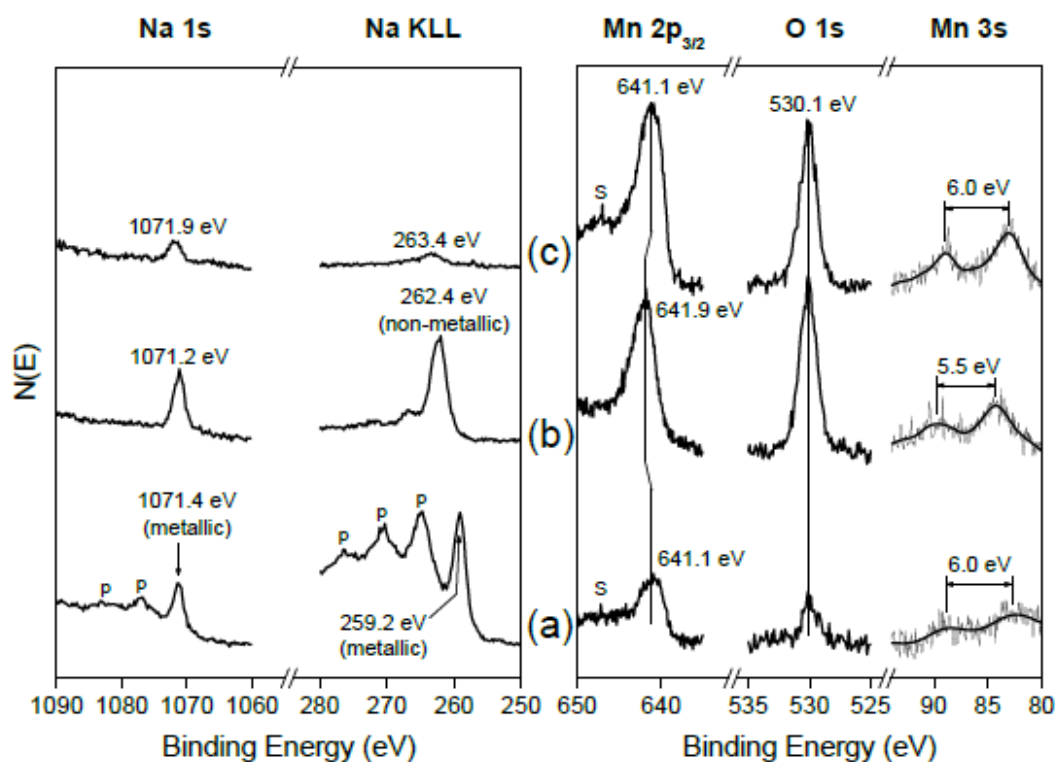 Na 1s Na KLL Mn 2p3/2 O 1s Mn 3s
641.1 eV 530.1 eV
S 6.0 eV
1071.9 eV 263.4 eV (c)
262.4 eV
(non-metallic) 641.9 eV
1071.2 eV 5.5 eV
N(E)
(b)
1071.4 eV
(metallic)
p p p
641.1 eV 6.0 eV
p p S
259.2 eV
(metallic)
(a)
1090 1080 1070 1060 280 270 260 250 650 640 535 530 525 90 80
Binding Energy (eV) Binding Energy (eV)